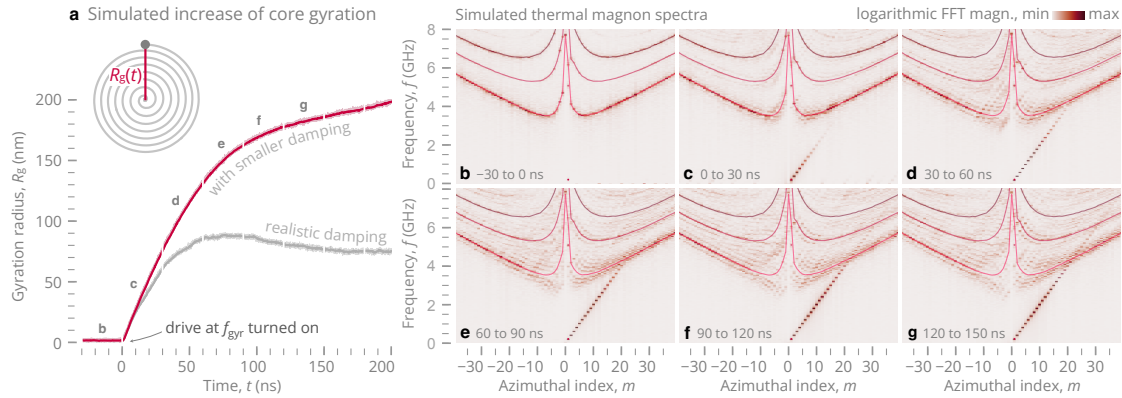 a Simulated increase of core gyration
Rg(t)
Gyration radius, Rg (nm)
200
150
100
50
0
b
c
d
e
f
g
with smaller damping
realistic damping
drive at fgyr turned on
0 50 100 150 200
Time, t (ns)
Simulated thermal magnon spectra
logarithmic FFT magn., min max
Frequency, f (GHz)
8
6
4
2
0
b −30 to 0 ns
c 0 to 30 ns
d 30 to 60 ns
Frequency, f (GHz)
8
6
4
2
0
e 60 to 90 ns
f 90 to 120 ns
g 120 to 150 ns
−30 −20 −10 0 10 20 30
−30 −20 −10 0 10 20 30
−30 −20 −10 0 10 20 30
Azimuthal index, m
Azimuthal index, m
Azimuthal index, m